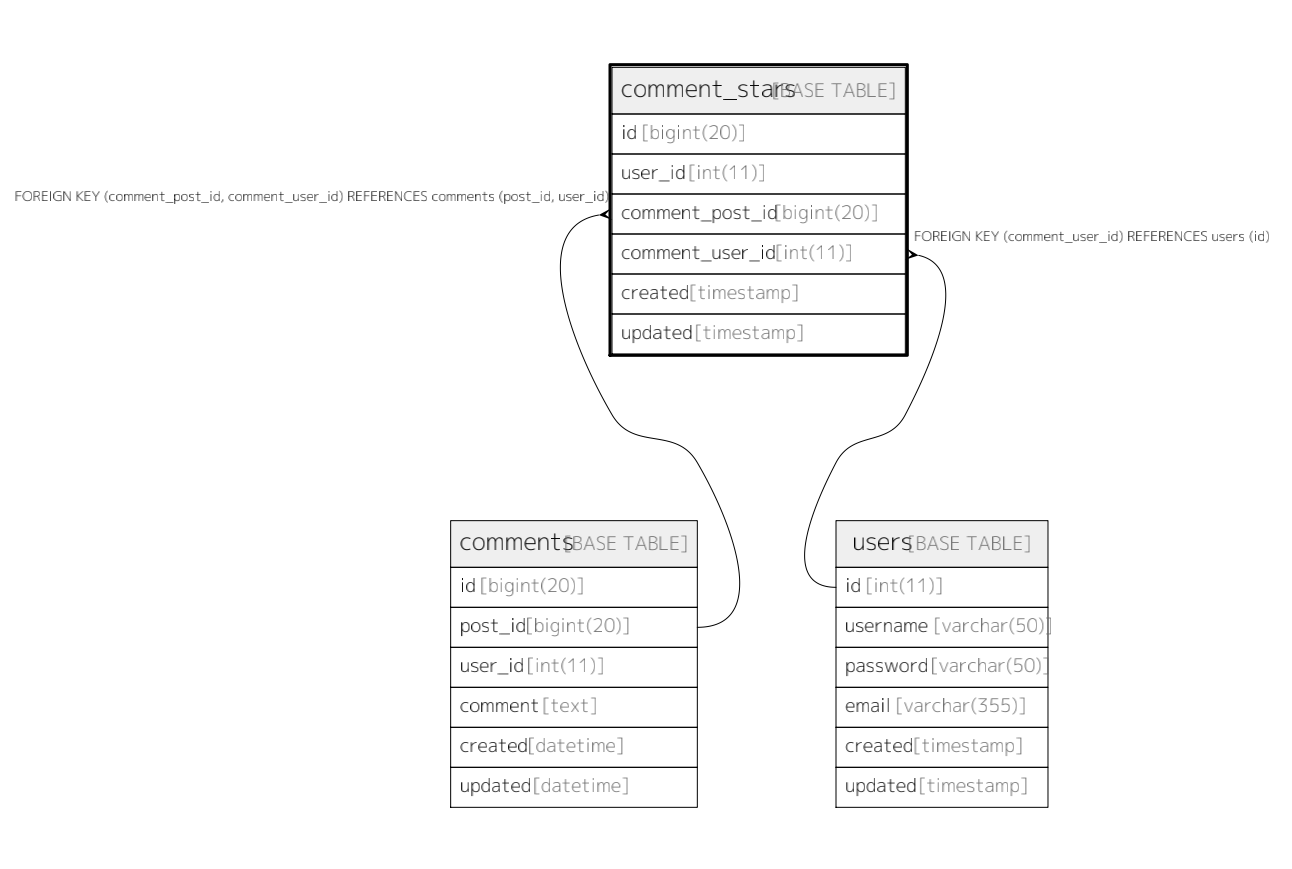 comment_stars [BASE TABLE]
id [bigint(20)]
user_id [int(11)]
FOREIGN KEY (comment_post_id, comment_user_id) REFERENCES comments (post_id, user_id)
comment_post_id [bigint(20)]
FOREIGN KEY (comment_user_id) REFERENCES users (id)
comment_user_id [int(11)]
created [timestamp]
updated [timestamp]
comments [BASE TABLE]
id [bigint(20)]
post_id [bigint(20)]
user_id [int(11)]
comment [text]
created [datetime]
updated [datetime]
users [BASE TABLE]
id [int(11)]
username [varchar(50)]
password [varchar(50)]
email [varchar(355)]
created [timestamp]
updated [timestamp]